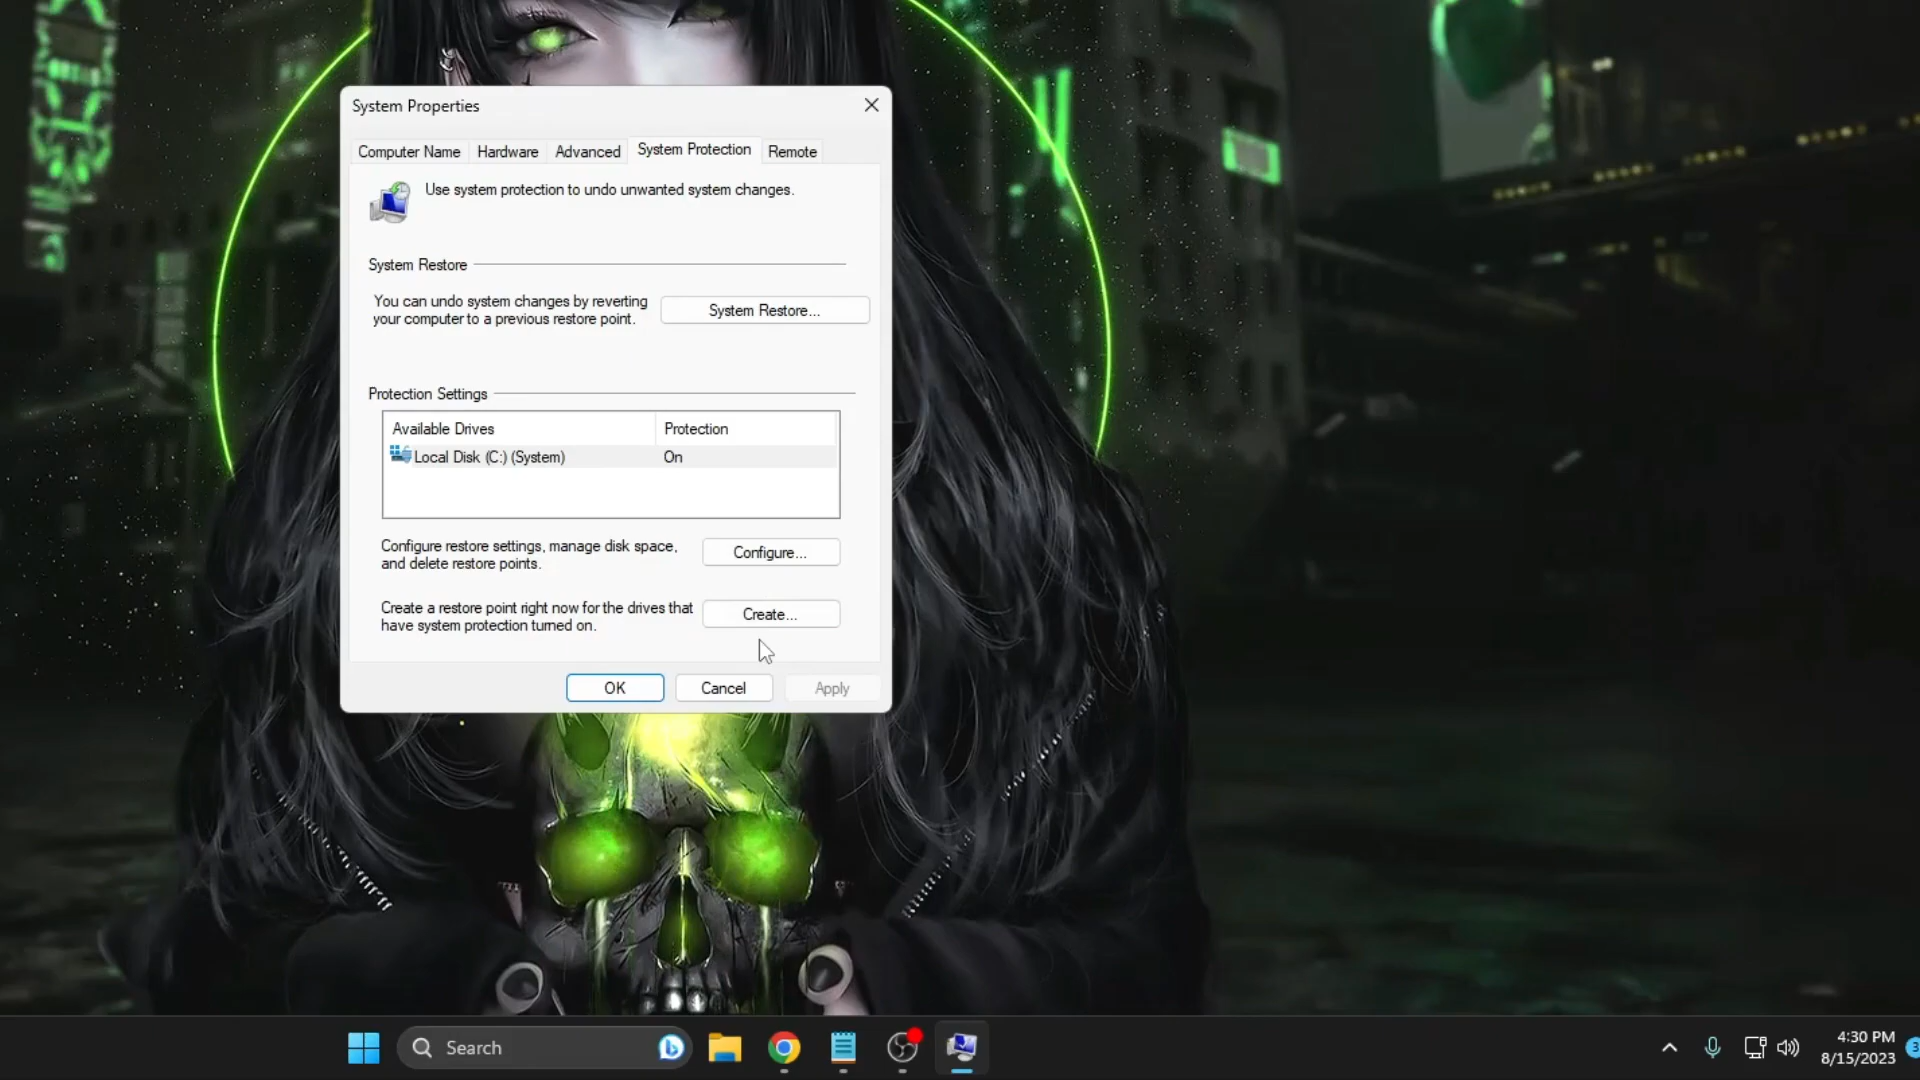 System Properties
Computer Name
Hardware
Advanced
System Protection
Remote
Use system protection to undo unwanted system changes.
System Restore
You can undo system changes by reverting
your computer to a previous restore point.
System Restore...
Protection Settings
Available Drives
Protection
Local Disk (C:) (System)
On
Configure restore settings, manage disk space,
and delete restore points.
Configure...
Create a restore point right now for the drives that
have system protection turned on.
Create...
OK
Cancel
Apply
Search
4:30 PM
8/15/2023
3